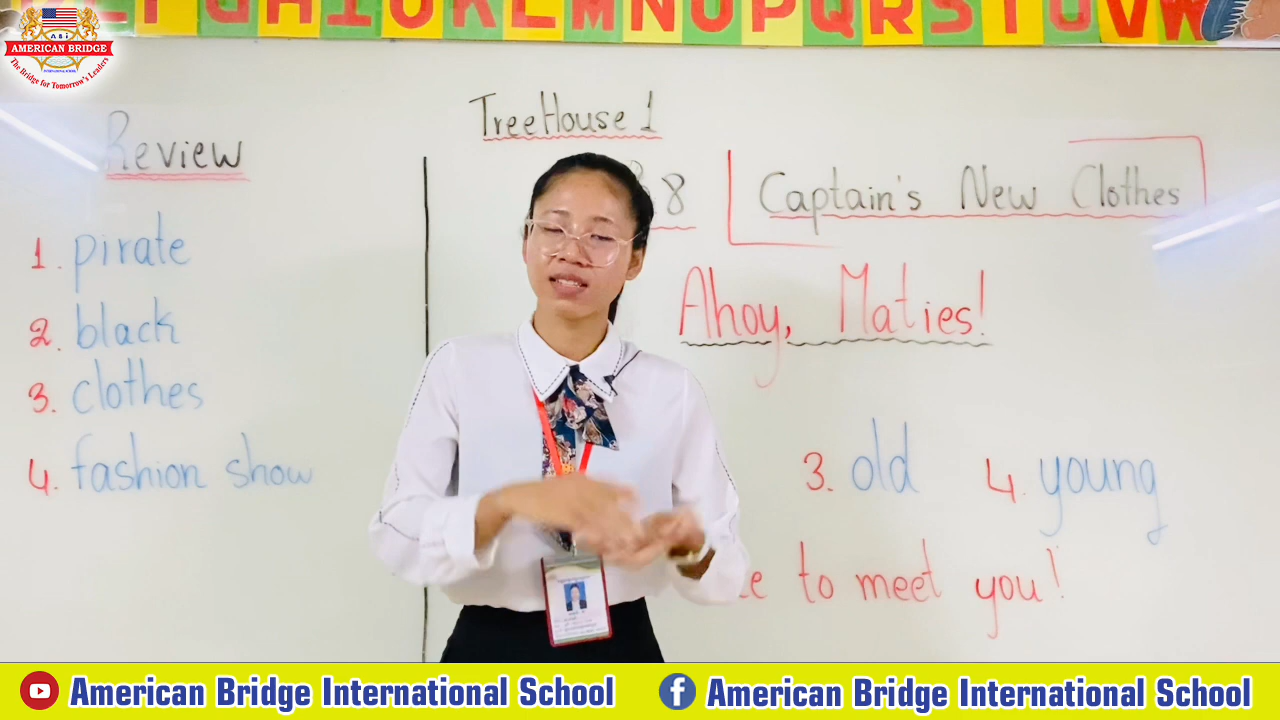 AMERICAN BRIDGE
INTERNATIONAL SCHOOL
The Bridge for Tomorrow's Leaders
K L M N O P Q R S T U V W
Review
1. pirate
2. black
3. clothes
4. fashion show
TreeHouse 1
8
Captain's New Clothes
Ahoy, Maties!
3. old 4. young
to meet you!
American Bridge International School
American Bridge International School